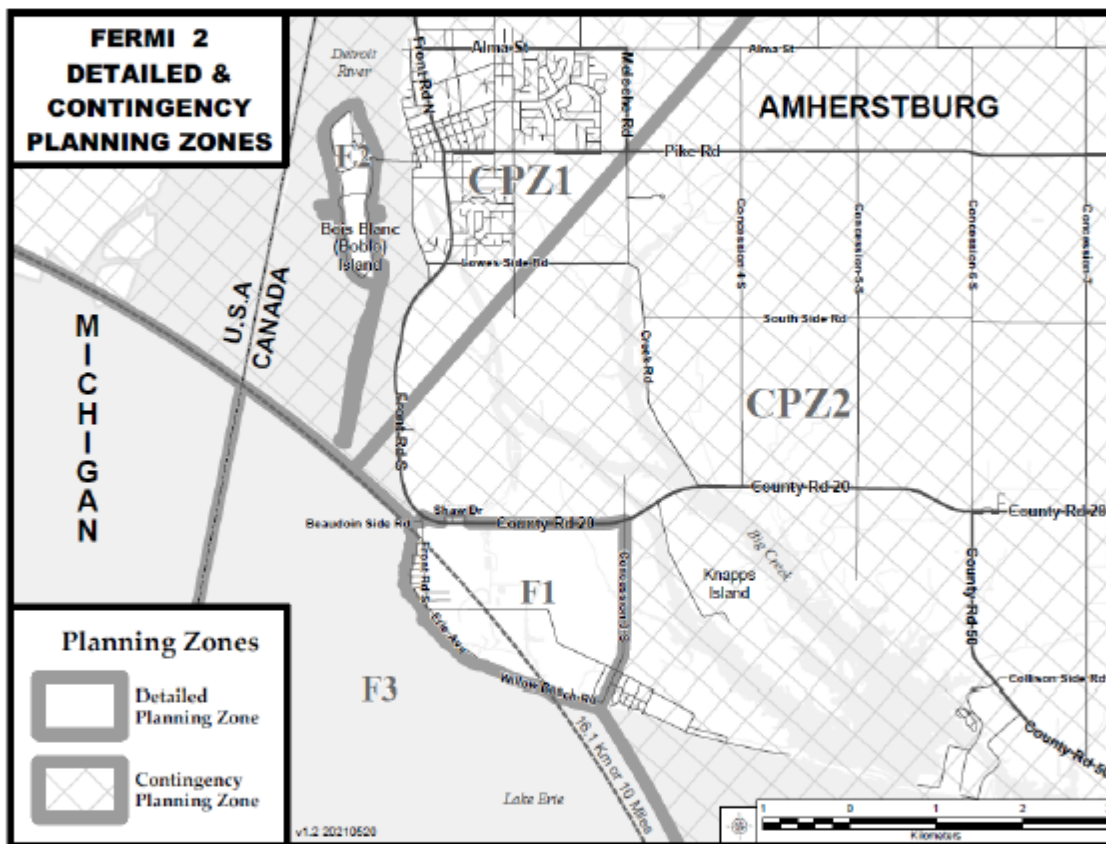 FERMI 2
DETAILED &
CONTINGENCY
PLANNING ZONES
Detroit
River
Front Rd N
Alma St
Meloche Rd
Alma St
AMHERSTBURG
F2
CPZ1
Pike Rd
Bois Blanc
(Boblo)
Island
Lowes Side Rd
Concession 4 S
Concession 5 S
Concession 6 S
Concession 7
U.S.A
CANADA
MICHIGAN
South Side Rd
Creek Rd
CPZ2
Front Rd S
County Rd 20
Shaw Dr
Beaudoin Side Rd
County Rd 20
County Rd 20
Big Creek
Front Rd S
F1
Concession 3 S
Knapps
Island
County Rd 50
Erie Ave
F3
Willow Beach Rd
Collison Side Rd
16.1 Km or 10 Miles
County Rd 50
Lake Erie
Planning Zones
Detailed
Planning Zone
Contingency
Planning Zone
v1.2 20210520
1 0 1 2 3
Kilometers